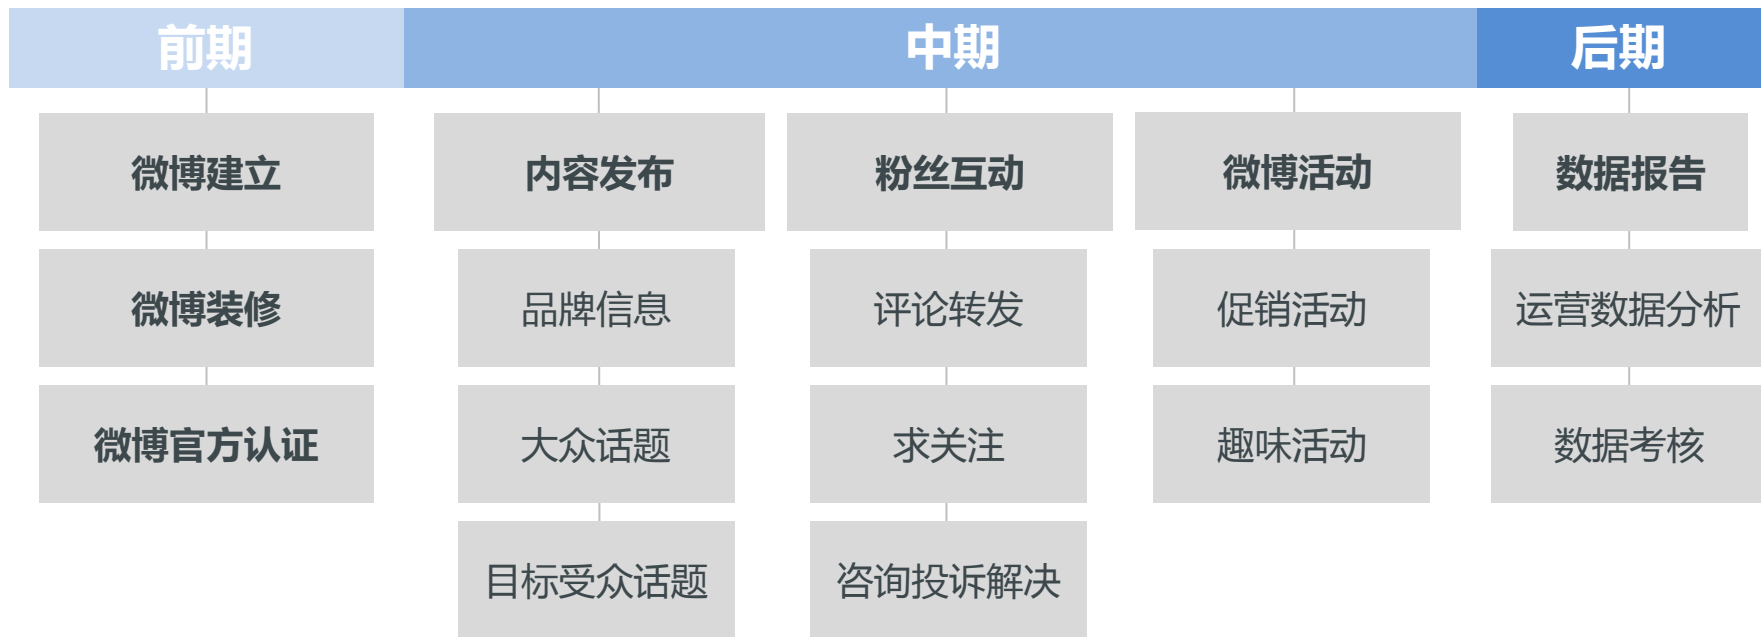 前期
中期
后期
微博建立
内容发布
粉丝互动
微博活动
数据报告
微博装修
品牌信息
评论转发
促销活动
运营数据分析
微博官方认证
大众话题
求关注
趣味活动
数据考核
目标受众话题
咨询投诉解决